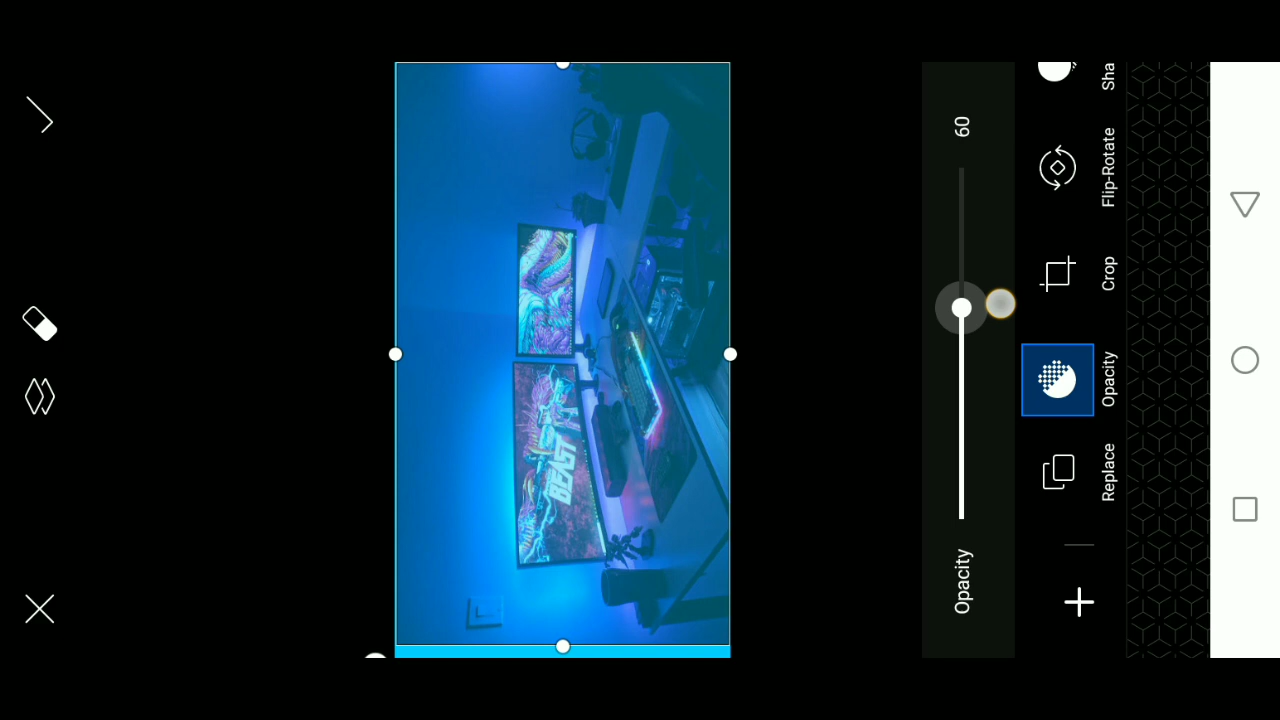 Opacity
60
Replace
Opacity
Crop
Flip-Rotate
Sha
BEAST